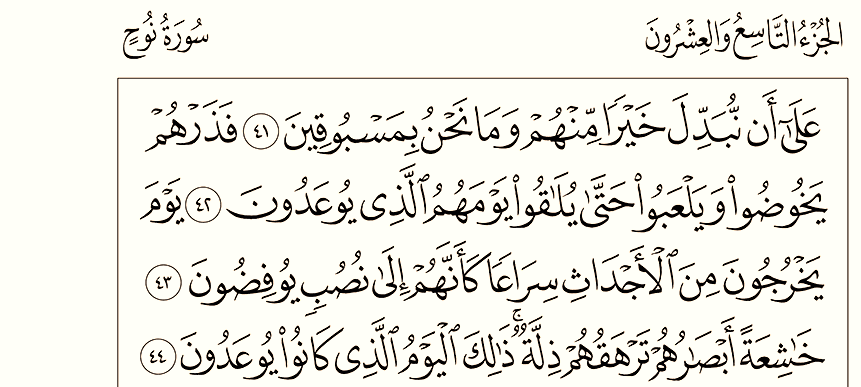 الجُزْءُ التَّاسِعُ وَالعِشْرُونَ سُورَةُ نُوحٍ
عَلَىٰٓ أَن نُّبَدِّلَ خَيْرًا مِّنْهُمْ وَمَا نَحْنُ بِمَسْبُوقِينَ ٤١ فَذَرْهُمْ
يَخُوضُوا۟ وَيَلْعَبُوا۟ حَتَّىٰ يُلَـٰقُوا۟ يَوْمَهُمُ ٱلَّذِى يُوعَدُونَ ٤٢ يَوْمَ
يَخْرُجُونَ مِنَ ٱلْأَجْدَاثِ سِرَاعًا كَأَنَّهُمْ إِلَىٰ نُصُبٍ يُوفِضُونَ ٤٣
خَـٰشِعَةً أَبْصَـٰرُهُمْ تَرْهَقُهُمْ ذِلَّةٌ ۚ ذَٰلِكَ ٱلْيَوْمُ ٱلَّذِى كَانُوا۟ يُوعَدُونَ ٤٤